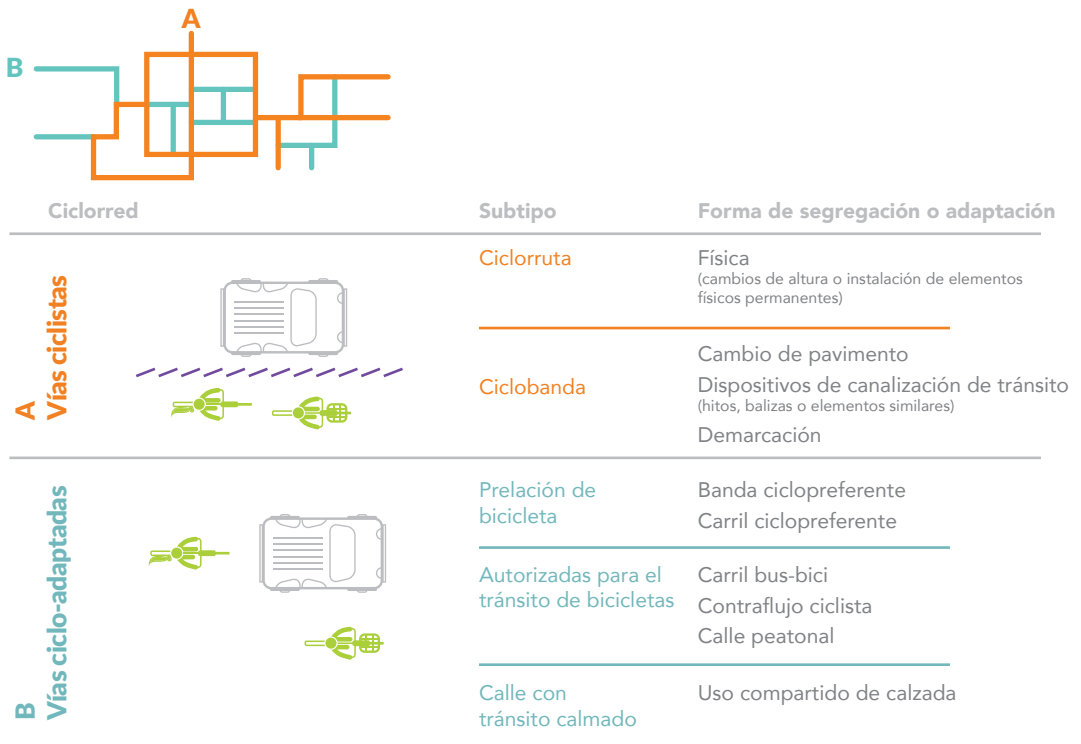 A
B
Ciclorred
Subtipo
Forma de segregación o adaptación
A
Vías ciclistas
Ciclorruta
Física
(cambios de altura o instalación de elementos
físicos permanentes)
Ciclobanda
Cambio de pavimento
Dispositivos de canalización de tránsito
(hitos, balizas o elementos similares)
Demarcación
B
Vías ciclo-adaptadas
Prelación de
bicicleta
Banda ciclopreferente
Carril ciclopreferente
Autorizadas para el
tránsito de bicicletas
Carril bus-bici
Contraflujo ciclista
Calle peatonal
Calle con
tránsito calmado
Uso compartido de calzada